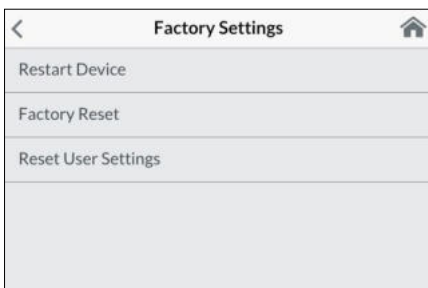 Factory Settings
Restart Device
Factory Reset
Reset User Settings